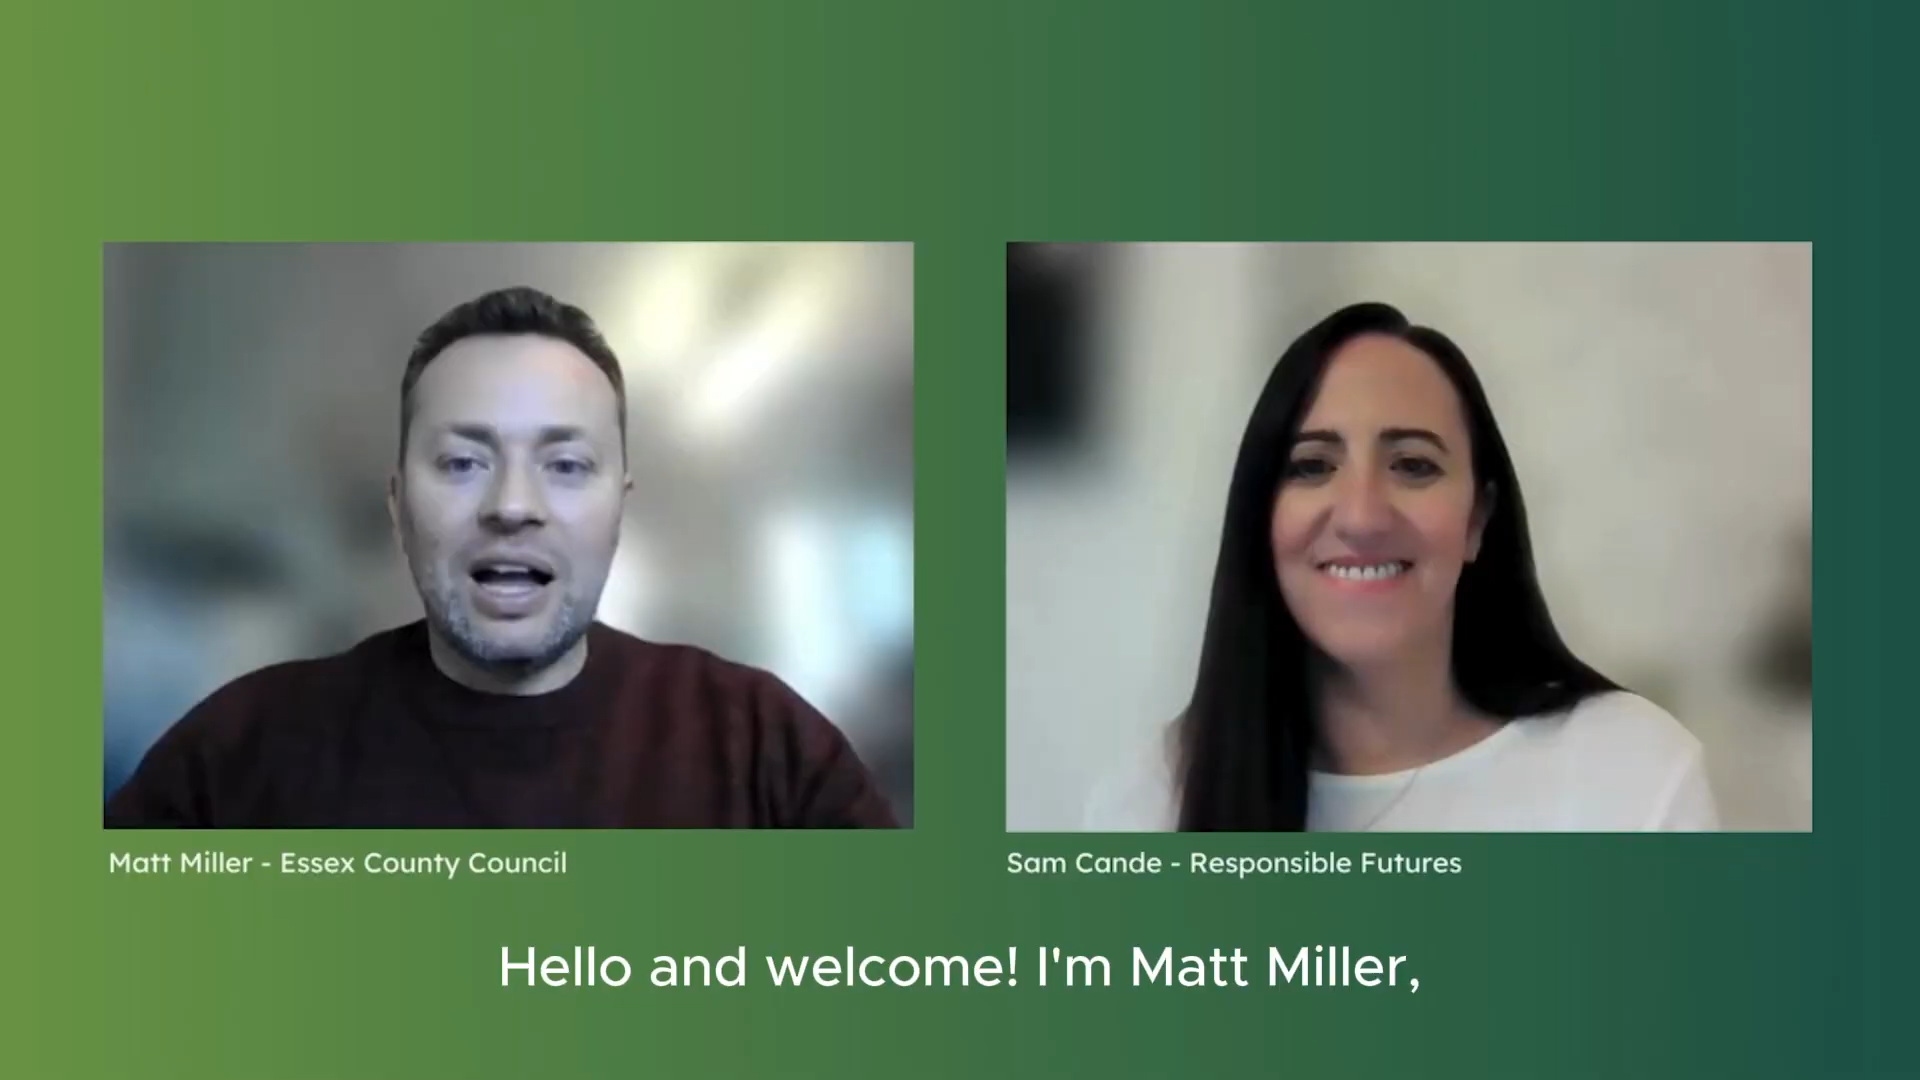 Matt Miller - Essex County Council
Sam Cande - Responsible Futures
Hello and welcome! I'm Matt Miller,